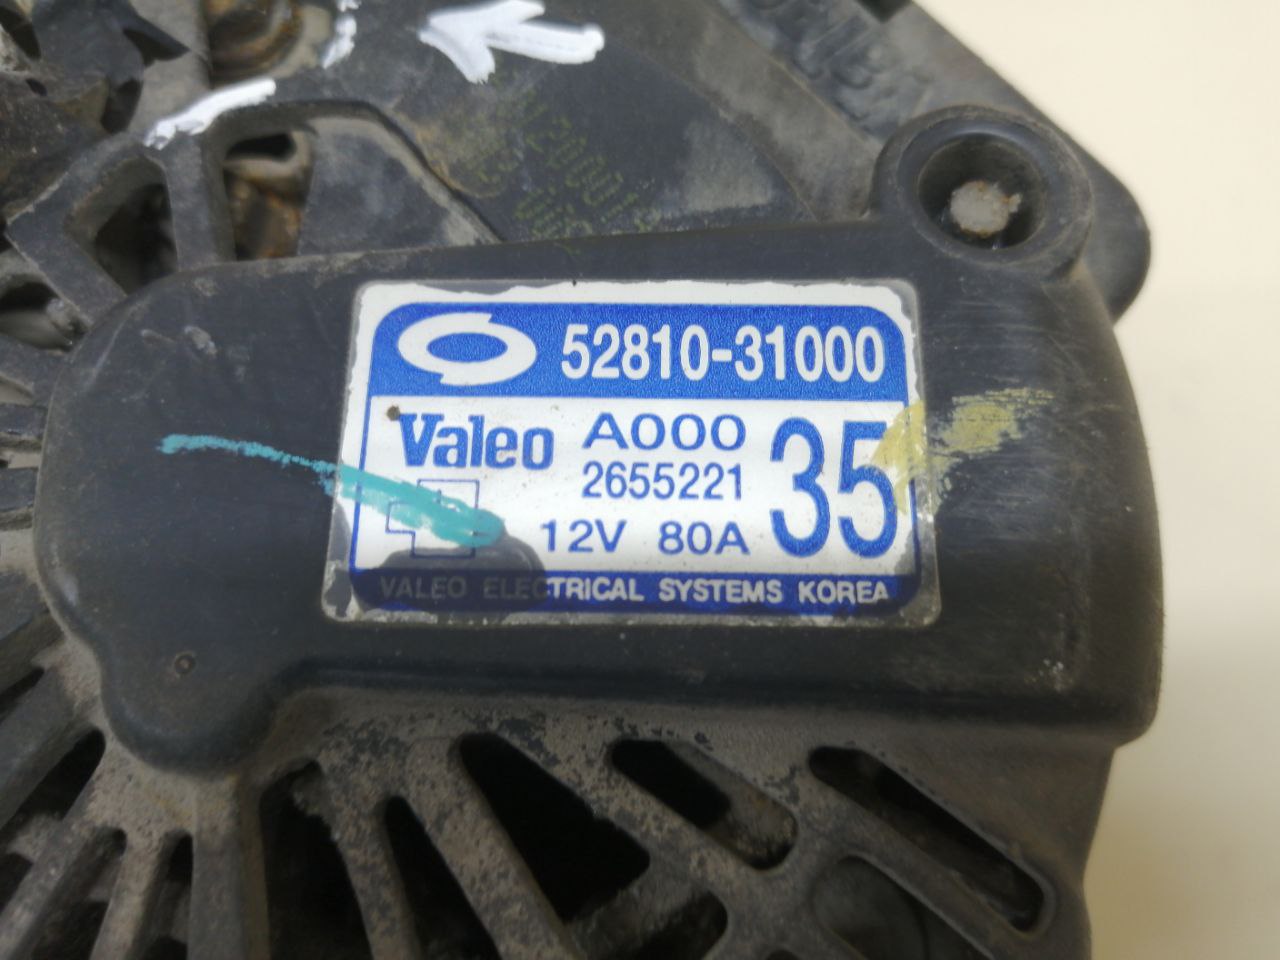 52810-31000
Valeo A000
2655221
35
12V 80A
VALEO ELECTRICAL SYSTEMS KOREA